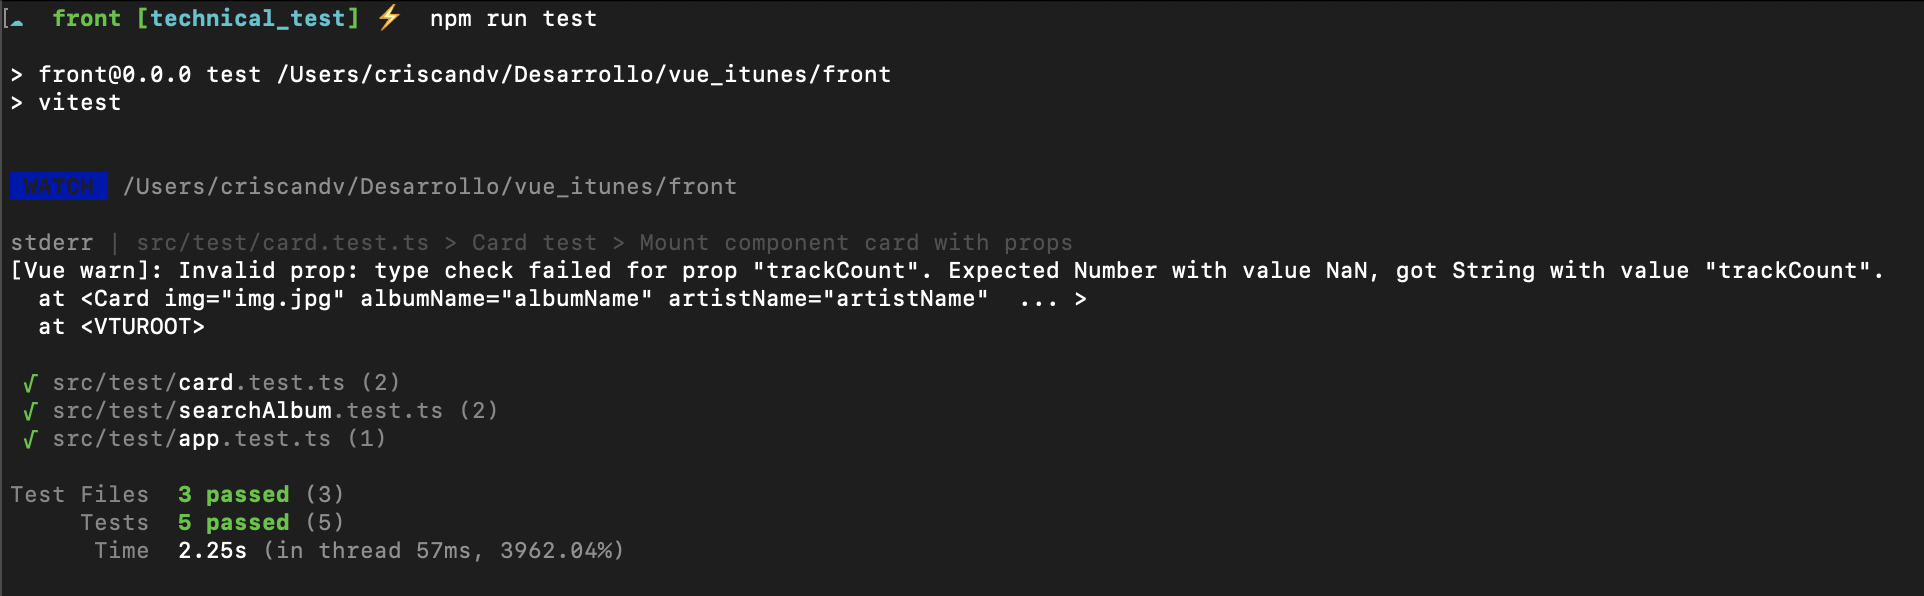 [☁ front [technical_test] ⚡ npm run test
> front@0.0.0 test /Users/criscandv/Desarrollo/vue_itunes/front
> vitest
WATCH /Users/criscandv/Desarrollo/vue_itunes/front
stderr | src/test/card.test.ts > Card test > Mount component card with props
[Vue warn]: Invalid prop: type check failed for prop "trackCount". Expected Number with value NaN, got String with value "trackCount".
at <Card img="img.jpg" albumName="albumName" artistName="artistName" ... >
at <VTUROOT>
√ src/test/card.test.ts (2)
√ src/test/searchAlbum.test.ts (2)
√ src/test/app.test.ts (1)
Test Files 3 passed (3)
Tests 5 passed (5)
Time 2.25s (in thread 57ms, 3962.04%)